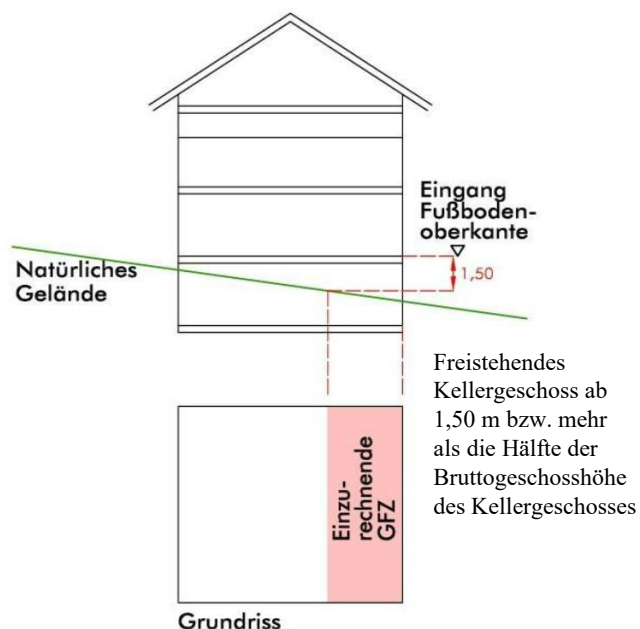 Eingang
Fußboden-
oberkante
1,50
Natürliches
Gelände
Freistehendes
Kellergeschoss ab
1,50 m bzw. mehr
als die Hälfte der
Bruttogeschosshöhe
des Kellergeschosses
Einzu-
rechnende
GFZ
Grundriss